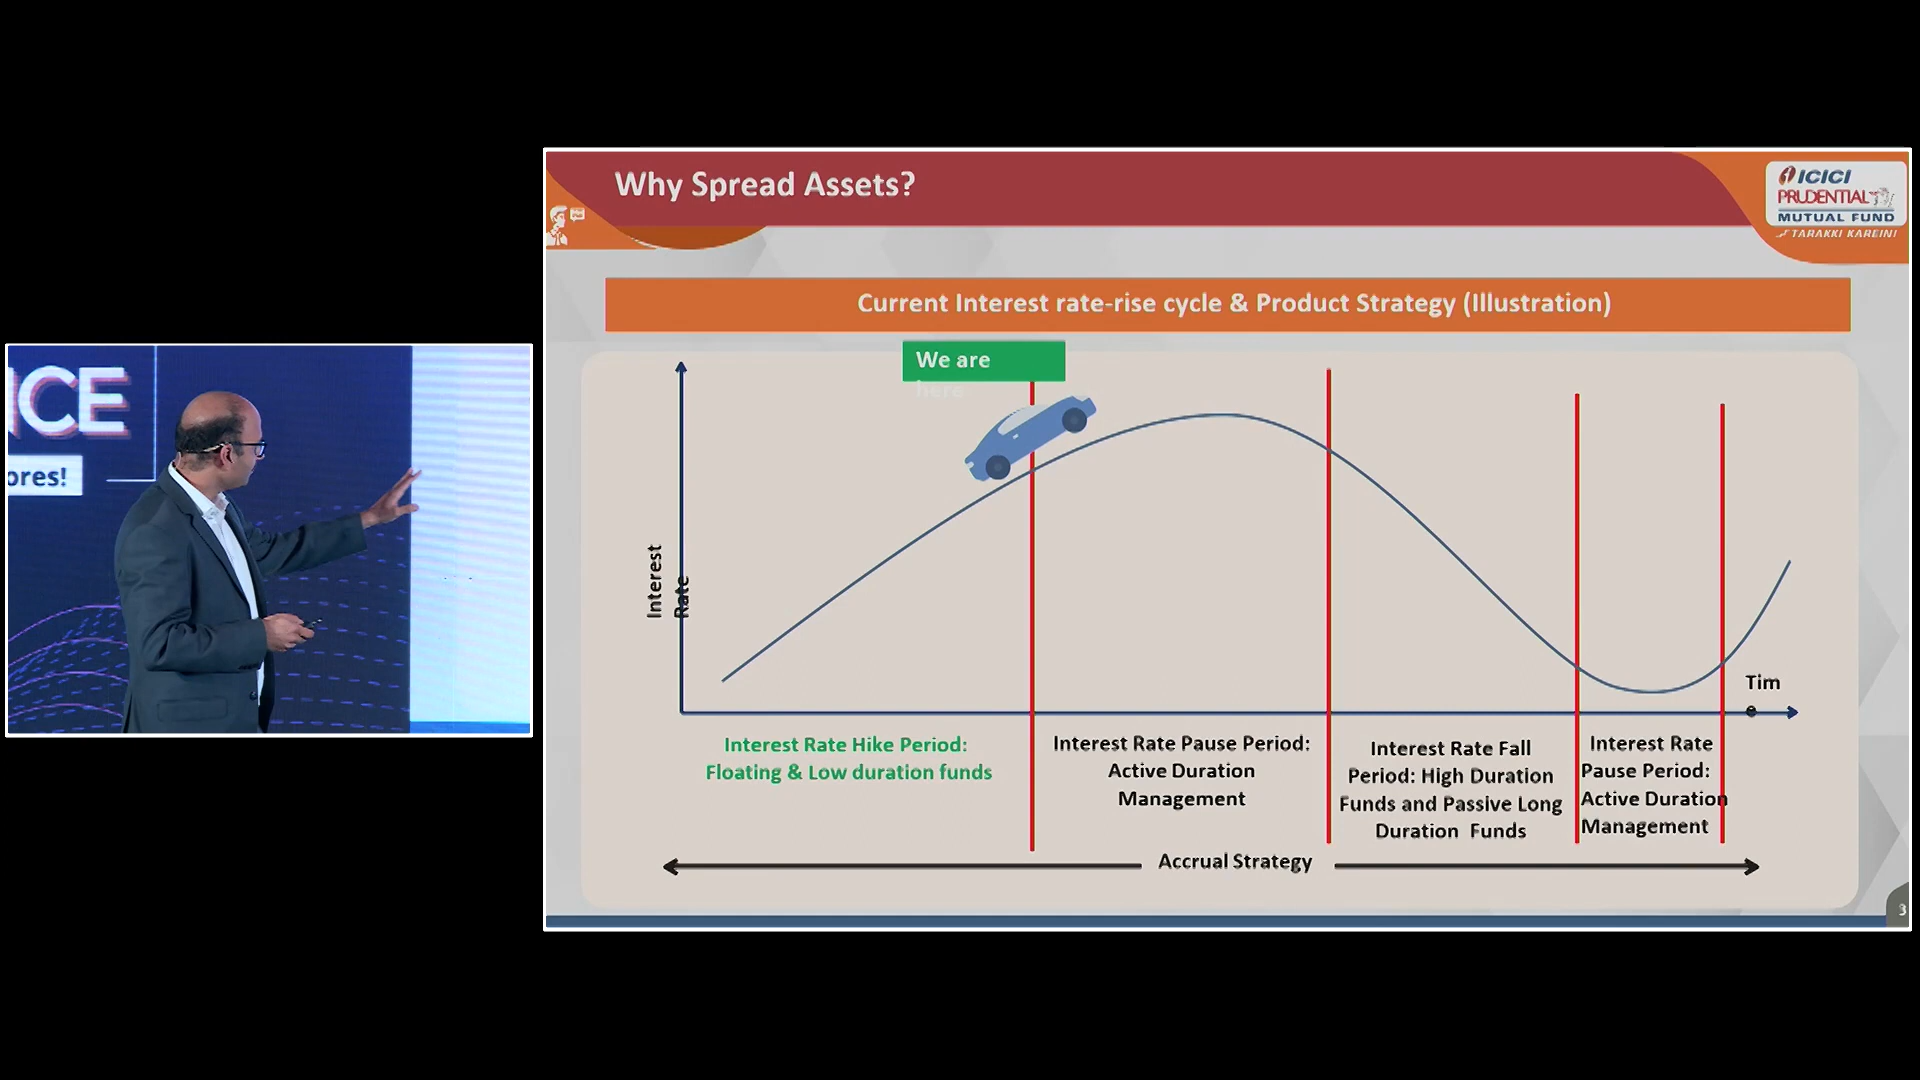 Why Spread Assets?
ICICI
PRUDENTIAL
MUTUAL FUND
TARAKKI KAREIN!
Current Interest rate-rise cycle & Product Strategy (Illustration)
We are
here
ICE
ores!
Interest
Rate
Tim
e
Interest Rate Hike Period:
Floating & Low duration funds
Interest Rate Pause Period:
Active Duration
Management
Interest Rate Fall
Period: High Duration
Funds and Passive Long
Duration Funds
Interest Rate
Pause Period:
Active Duration
Management
Accrual Strategy
3